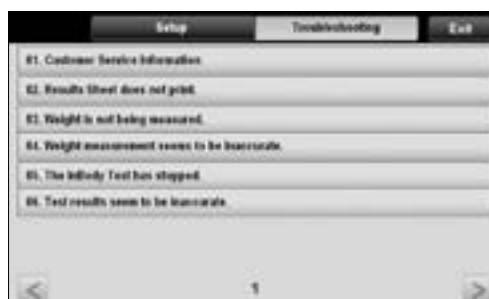 Setup Troubleshooting Exit
01. Customer Service Information
02. Results Sheet does not print.
03. Weight is not being measured.
04. Weight measurement seems to be inaccurate.
05. The InBody Test has stopped.
06. Test results seem to be inaccurate
< 1 >